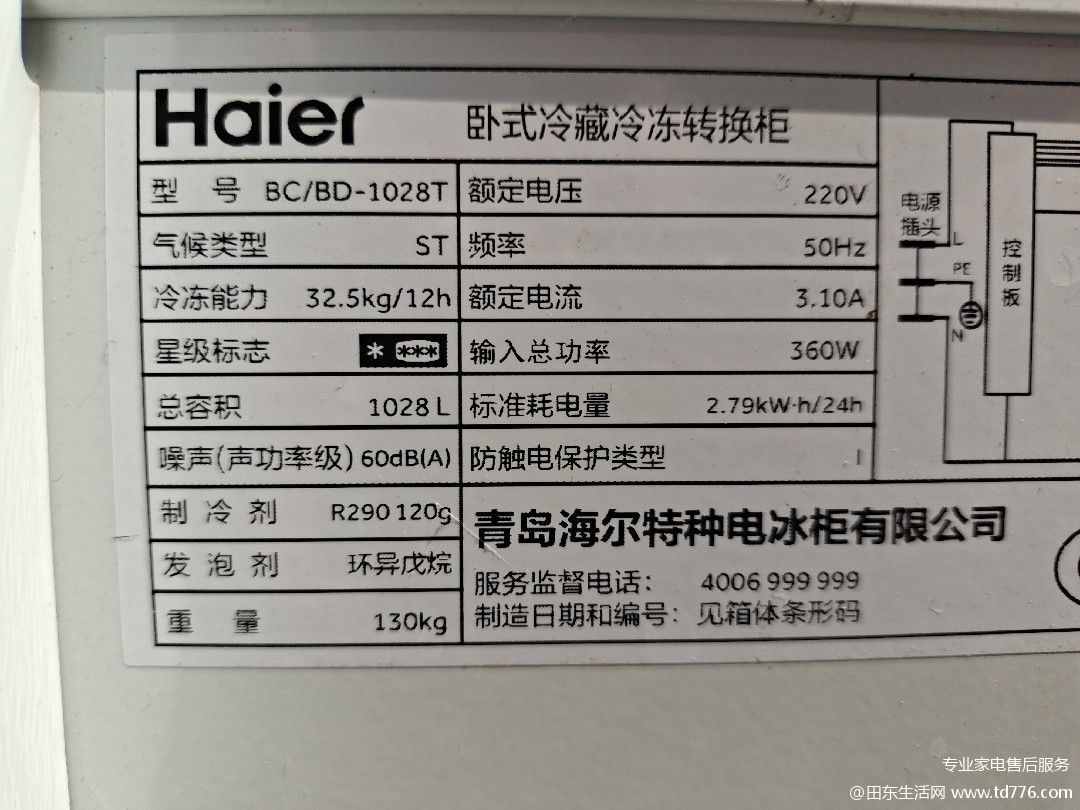 Haier 卧式冷藏冷冻转换柜
型 号 BC/BD-1028T 额定电压 220V
气候类型 ST 频率 50Hz
冷冻能力 32.5kg/12h 额定电流 3.10A
星级标志 * *** 输入总功率 360W
总容积 1028L 标准耗电量 2.79kW·h/24h
噪声(声功率级) 60dB(A) 防触电保护类型 I
制 冷 剂 R290 120g
发 泡 剂 环异戊烷
重 量 130kg
青岛海尔特种电冰柜有限公司
服务监督电话: 4006 999 999
制造日期和编号: 见箱体条形码
电源
插头
L
PE
N
控制板
专业家电售后服务
@田东生活网 www.td776.com